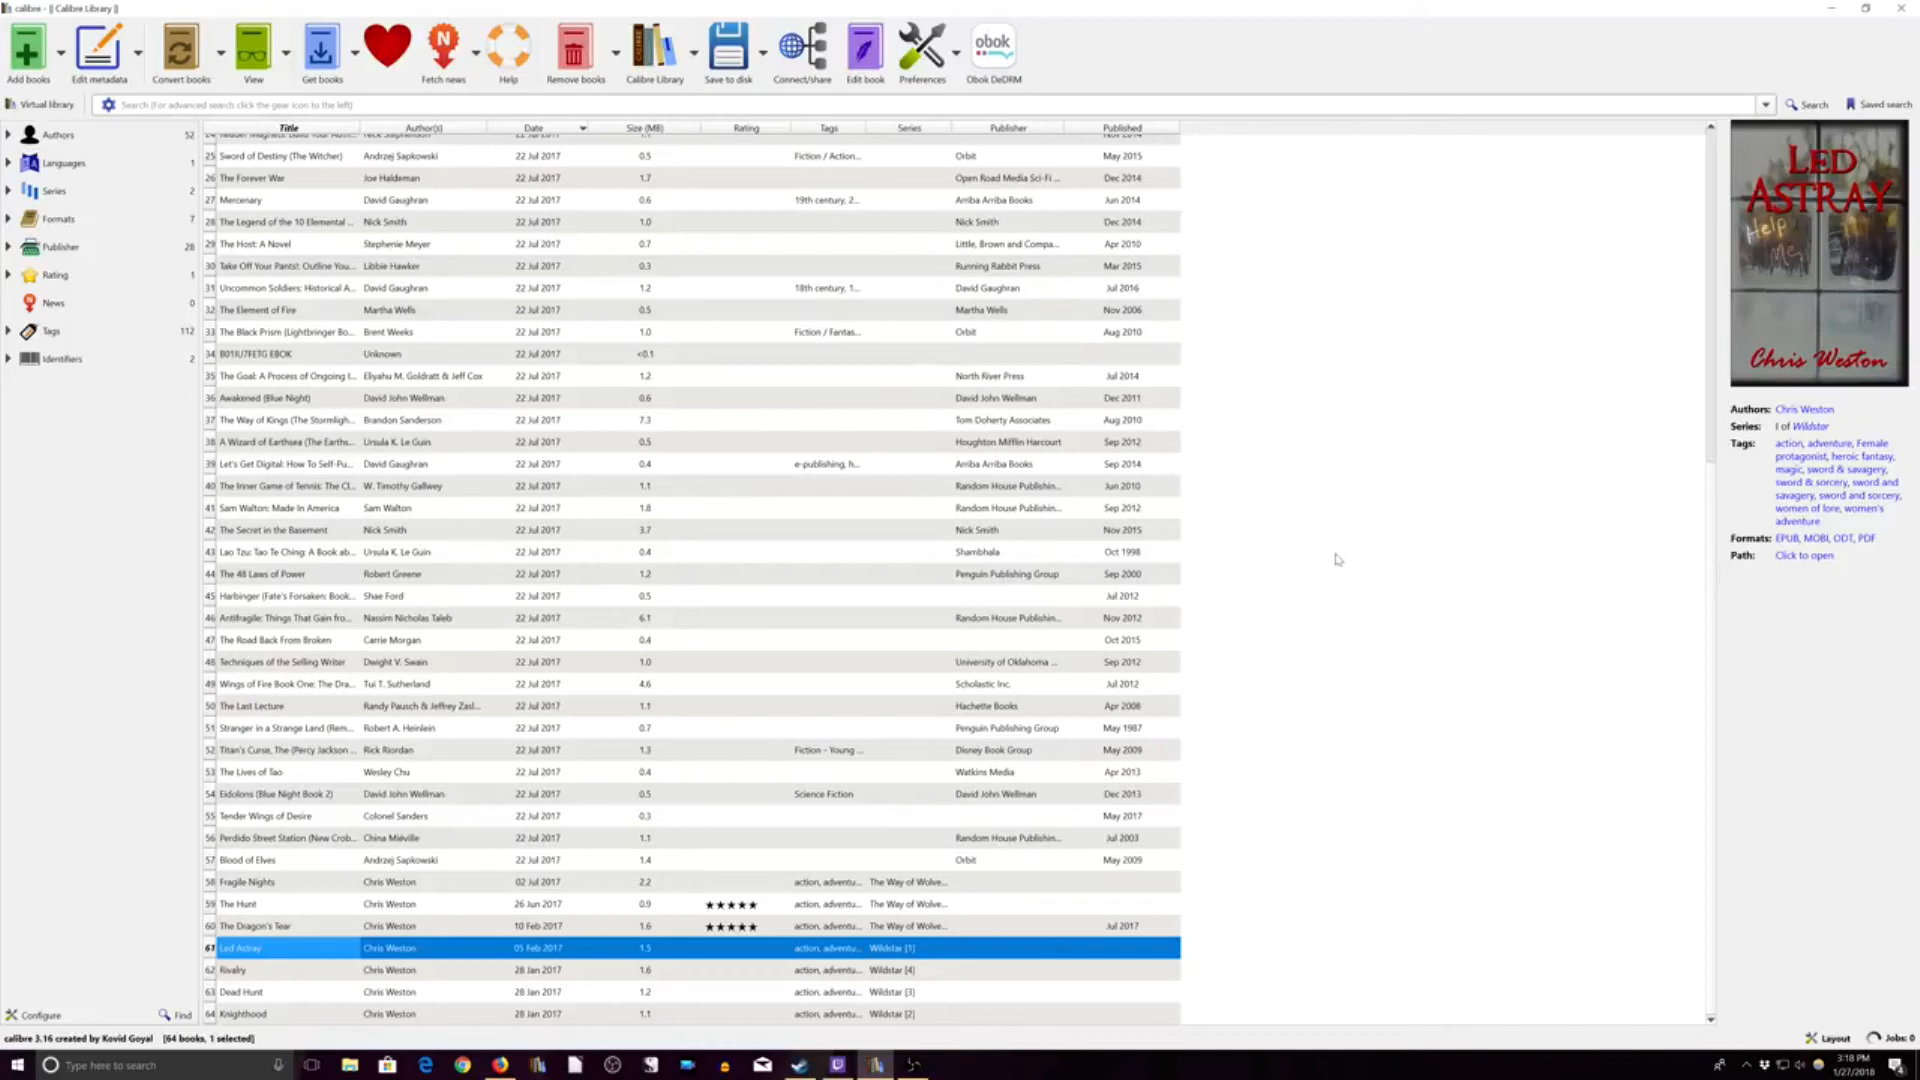 calibre - || Calibre Library ||
Add books
Edit metadata
Convert books
View
Get books
Fetch news
Help
Remove books
Calibre Library
Save to disk
Connect/share
Edit book
Preferences
obok
Obok DeDRM
Virtual library
Search (For advanced search click the gear icon to the left)
Search
Saved search
Authors 52
Languages 1
Series 2
Formats 7
Publisher 28
Rating 1
News 0
Tags 112
Identifiers 2
Configure
Find
Title Author(s) Date Size (MB) Rating Tags Series Publisher Published
25 Sword of Destiny (The Witcher) Andrzej Sapkowski 22 Jul 2017 0.5 Fiction / Action... Orbit May 2015
26 The Forever War Joe Haldeman 22 Jul 2017 1.7 Open Road Media Sci-Fi ... Dec 2014
27 Mercenary David Gaughran 22 Jul 2017 0.6 19th century, 2... Arriba Arriba Books Jun 2014
28 The Legend of the 10 Elemental ... Nick Smith 22 Jul 2017 1.0 Nick Smith Dec 2014
29 The Host: A Novel Stephenie Meyer 22 Jul 2017 0.7 Little, Brown and Compa... Apr 2010
30 Take Off Your Pants!: Outline You... Libbie Hawker 22 Jul 2017 0.3 Running Rabbit Press Mar 2015
31 Uncommon Soldiers: Historical A... David Gaughran 22 Jul 2017 1.2 18th century, 1... David Gaughran Jul 2016
32 The Element of Fire Martha Wells 22 Jul 2017 0.5 Martha Wells Nov 2006
33 The Black Prism (Lightbringer Bo... Brent Weeks 22 Jul 2017 1.0 Fiction / Fantas... Orbit Aug 2010
34 B01IU7FETG EBOK Unknown 22 Jul 2017 <0.1
35 The Goal: A Process of Ongoing I... Eliyahu M. Goldratt & Jeff Cox 22 Jul 2017 1.2 North River Press Jul 2014
36 Awakened (Blue Night) David John Wellman 22 Jul 2017 0.6 David John Wellman Dec 2011
37 The Way of Kings (The Stormligh... Brandon Sanderson 22 Jul 2017 7.3 Tom Doherty Associates Aug 2010
38 A Wizard of Earthsea (The Earths... Ursula K. Le Guin 22 Jul 2017 0.5 Houghton Mifflin Harcourt Sep 2012
39 Let's Get Digital: How To Self-Pu... David Gaughran 22 Jul 2017 0.4 e-publishing, h... Arriba Arriba Books Sep 2014
40 The Inner Game of Tennis: The Cl... W. Timothy Gallwey 22 Jul 2017 1.1 Random House Publishin... Jun 2010
41 Sam Walton: Made In America Sam Walton 22 Jul 2017 1.8 Random House Publishin... Sep 2012
42 The Secret in the Basement Nick Smith 22 Jul 2017 3.7 Nick Smith Nov 2015
43 Lao Tzu: Tao Te Ching: A Book ab... Ursula K. Le Guin 22 Jul 2017 0.4 Shambhala Oct 1998
44 The 48 Laws of Power Robert Greene 22 Jul 2017 1.2 Penguin Publishing Group Sep 2000
45 Harbinger (Fate's Forsaken: Book... Shae Ford 22 Jul 2017 0.5 Jul 2012
46 Antifragile: Things That Gain fro... Nassim Nicholas Taleb 22 Jul 2017 6.1 Random House Publishin... Nov 2012
47 The Road Back From Broken Carrie Morgan 22 Jul 2017 0.4 Oct 2015
48 Techniques of the Selling Writer Dwight V. Swain 22 Jul 2017 1.0 University of Oklahoma ... Sep 2012
49 Wings of Fire Book One: The Dra... Tui T. Sutherland 22 Jul 2017 4.6 Scholastic Inc. Jul 2012
50 The Last Lecture Randy Pausch & Jeffrey Zasl... 22 Jul 2017 1.1 Hachette Books Apr 2008
51 Stranger in a Strange Land (Rem... Robert A. Heinlein 22 Jul 2017 0.7 Penguin Publishing Group May 1987
52 Titan's Curse, The (Percy Jackson ... Rick Riordan 22 Jul 2017 1.3 Fiction - Young ... Disney Book Group May 2009
53 The Lives of Tao Wesley Chu 22 Jul 2017 0.4 Watkins Media Apr 2013
54 Eidolons (Blue Night Book 2) David John Wellman 22 Jul 2017 0.5 Science Fiction David John Wellman Dec 2013
55 Tender Wings of Desire Colonel Sanders 22 Jul 2017 0.3 May 2017
56 Perdido Street Station (New Crob... China Miéville 22 Jul 2017 1.1 Random House Publishin... Jul 2003
57 Blood of Elves Andrzej Sapkowski 22 Jul 2017 1.4 Orbit May 2009
58 Fragile Nights Chris Weston 02 Jul 2017 2.2 action, adventu... The Way of Wolve...
59 The Hunt Chris Weston 26 Jun 2017 0.9 ★★★★★ action, adventu... The Way of Wolve...
60 The Dragon's Tear Chris Weston 10 Feb 2017 1.6 ★★★★★ action, adventu... The Way of Wolve... Jul 2017
61 Led Astray Chris Weston 05 Feb 2017 1.5 action, adventu... Wildstar [1]
62 Rivalry Chris Weston 28 Jan 2017 1.6 action, adventu... Wildstar [4]
63 Dead Hunt Chris Weston 28 Jan 2017 1.2 action, adventu... Wildstar [3]
64 Knighthood Chris Weston 28 Jan 2017 1.1 action, adventu... Wildstar [2]
LED
ASTRAY
Help
Me
Chris Weston
Authors: Chris Weston
Series: I of Wildstar
Tags: action, adventure, Female
protagonist, heroic fantasy,
magic, sword & savagery,
sword & sorcery, sword and
savagery, sword and sorcery,
women of lore, women's
adventure
Formats: EPUB, MOBI, ODT, PDF
Path: Click to open
calibre 3.16 created by Kovid Goyal [64 books, 1 selected]
Layout
Jobs: 0
Type here to search
3:18 PM
1/27/2018